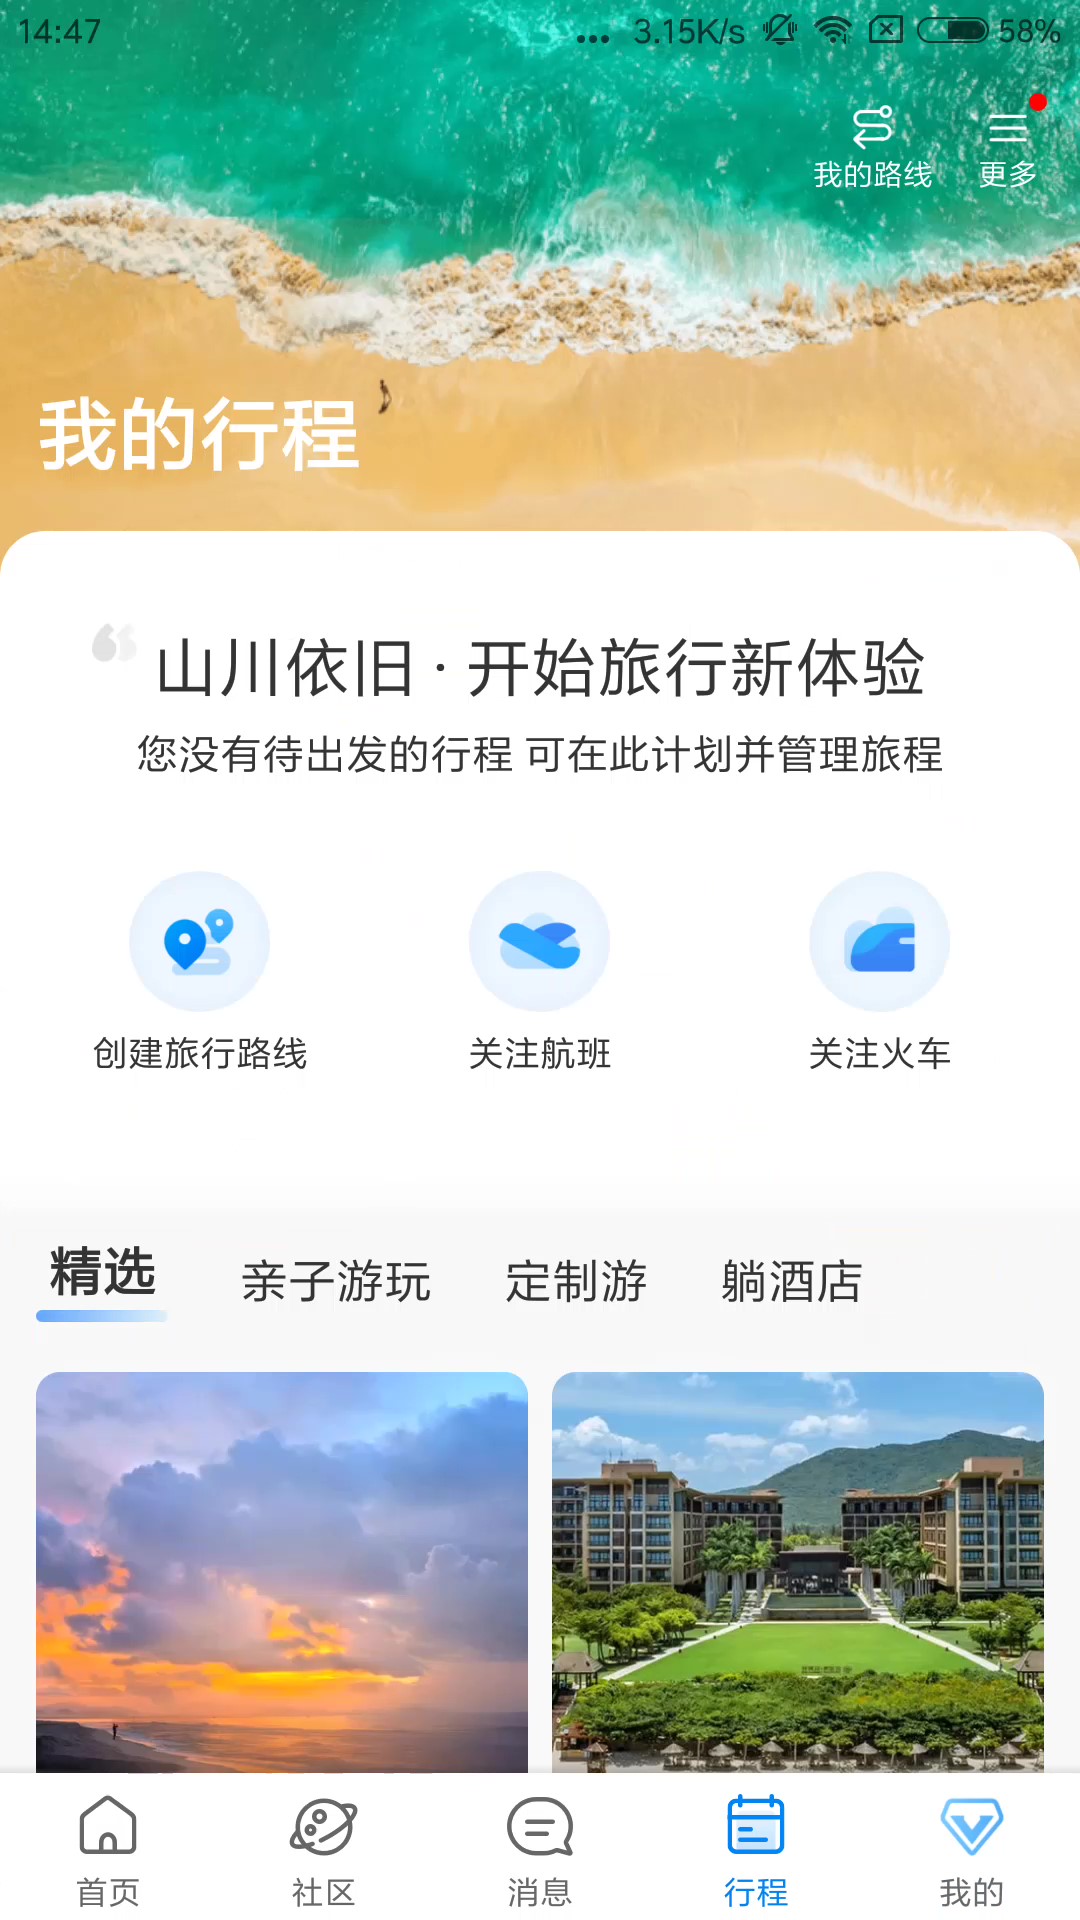 14:47
... 3.15K/s 58%
我的路线
更多
我的行程
山川依旧·开始旅行新体验
您没有待出发的行程 可在此计划并管理旅程
创建旅行路线
关注航班
关注火车
精选
亲子游玩
定制游
躺酒店
首页
社区
消息
行程
我的